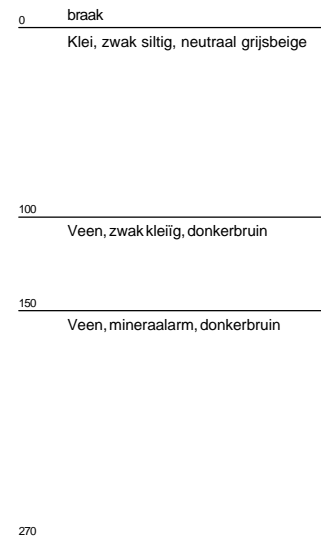 braak
0
Klei, zwak siltig, neutraal grijsbeige
100
Veen, zwak kleiïg, donkerbruin
150
Veen, mineraalarm, donkerbruin
270